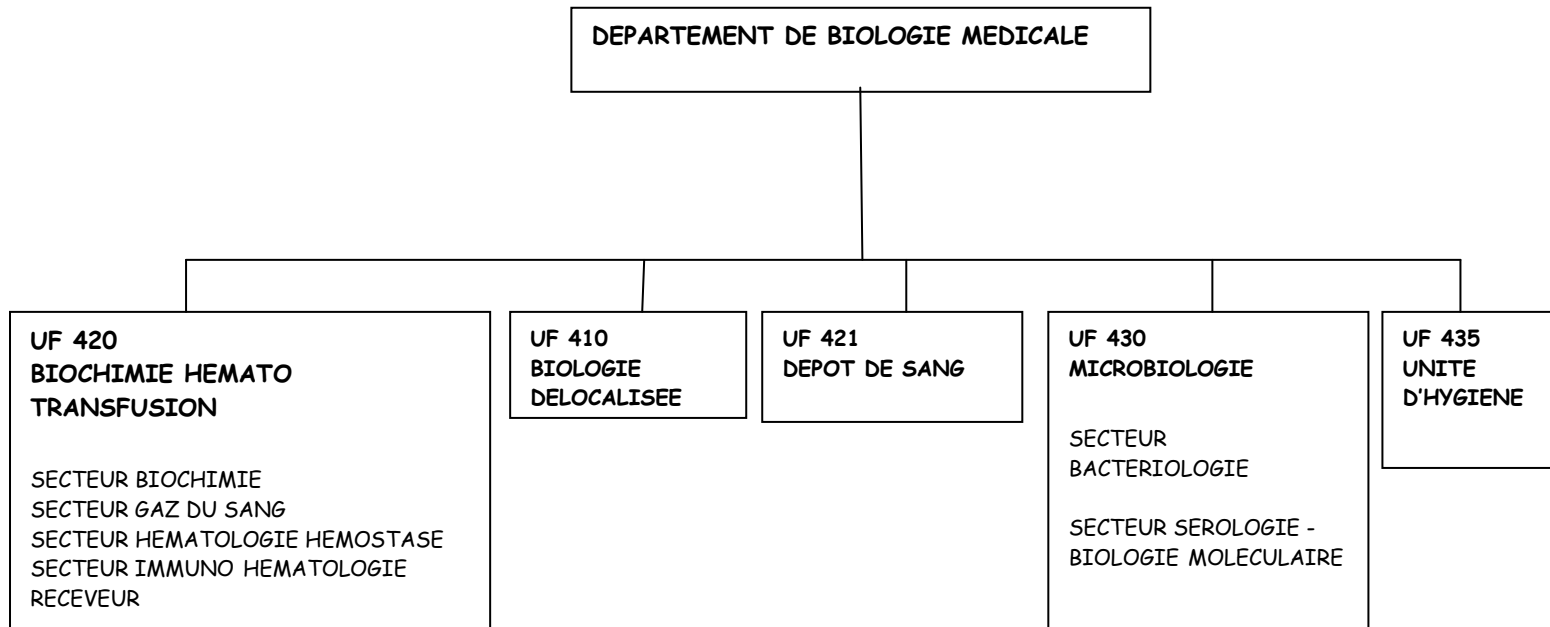 DEPARTEMENT DE BIOLOGIE MEDICALE
UF 420
BIOCHIMIE HEMATO
TRANSFUSION
SECTEUR BIOCHIMIE
SECTEUR GAZ DU SANG
SECTEUR HEMATOLOGIE HEMOSTASE
SECTEUR IMMUNO HEMATOLOGIE
RECEVEUR
UF 410
BIOLOGIE
DELOCALISEE
UF 421
DEPOT DE SANG
UF 430
MICROBIOLOGIE
SECTEUR
BACTERIOLOGIE
SECTEUR SEROLOGIE -
BIOLOGIE MOLECULAIRE
UF 435
UNITE
D'HYGIENE